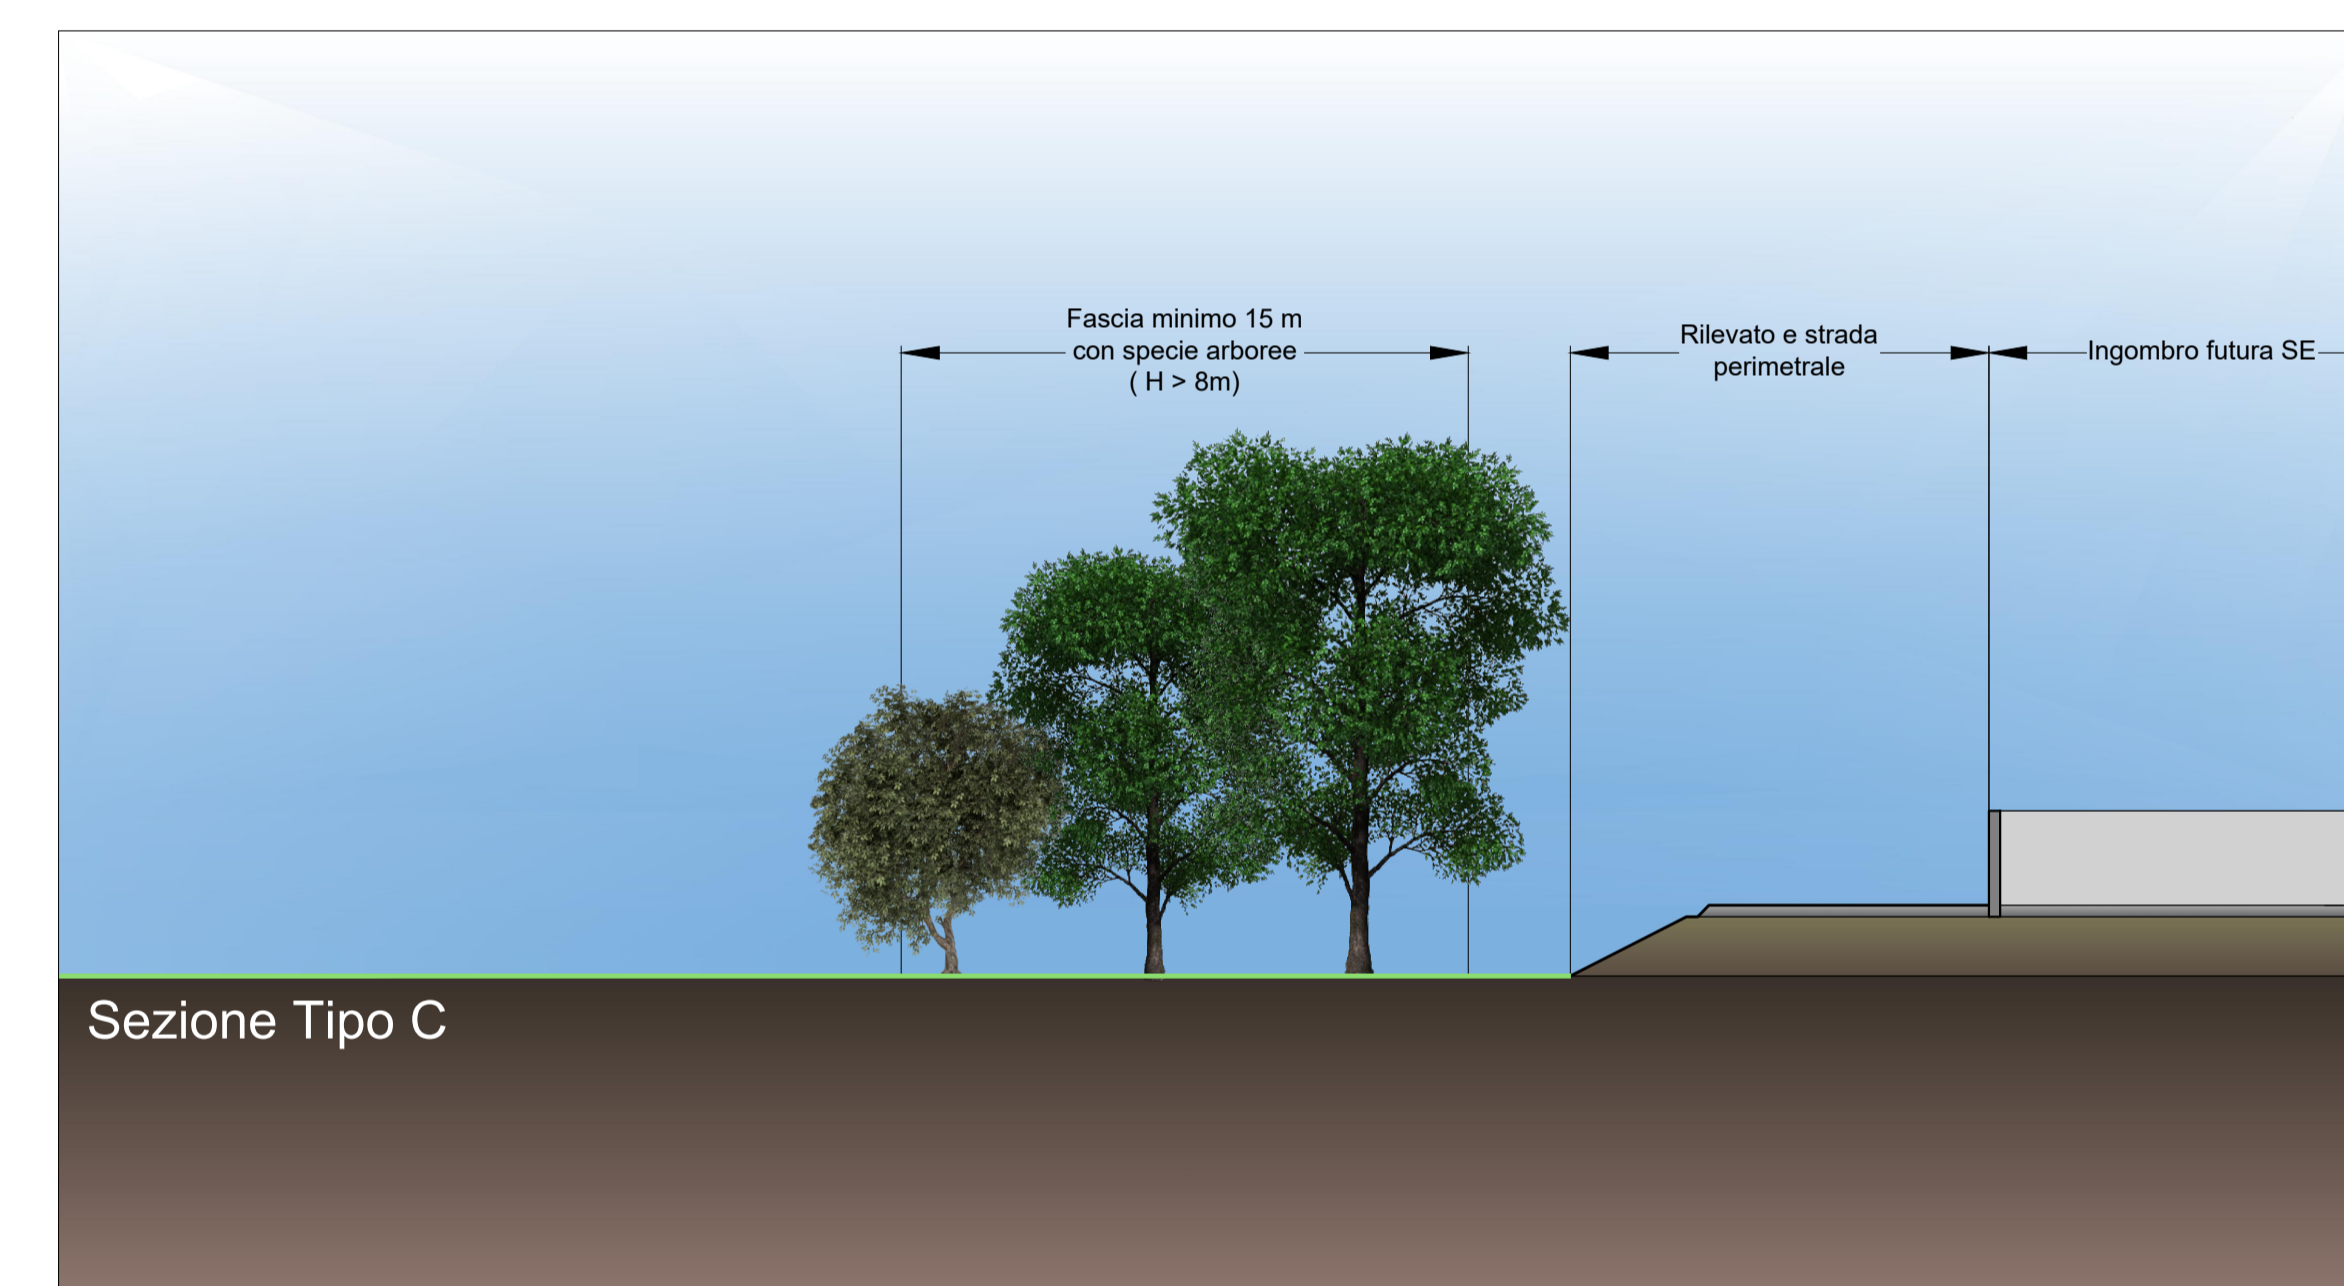 Fascia minimo 15 m
con specie arboree
( H > 8m)
Rilevato e strada
perimetrale
Ingombro futura SE
Sezione Tipo C